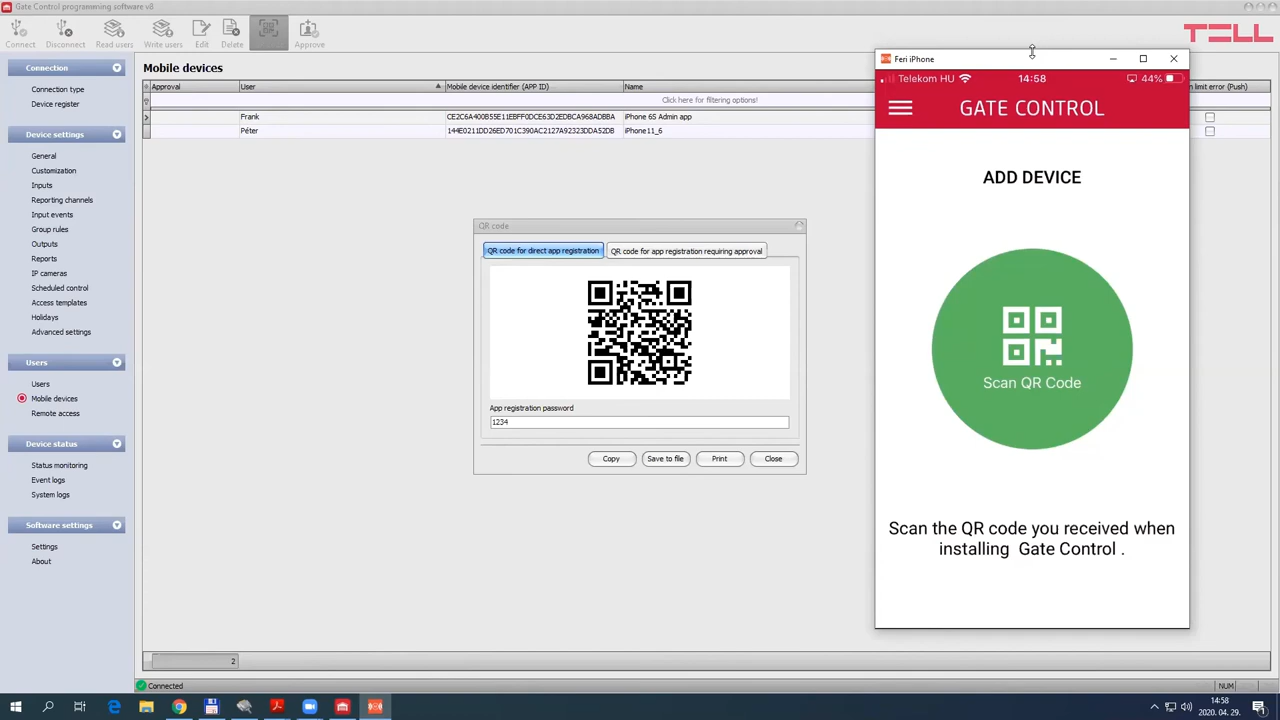 Gate Control programming software v8
Connect
Disconnect
Read users
Write users
Edit
Delete
Approve
TELL
Connection
Connection type
Device register
Device settings
General
Customization
Inputs
Reporting channels
Input events
Group rules
Outputs
Reports
IP cameras
Scheduled control
Access templates
Holidays
Advanced settings
Users
Users
Mobile devices
Remote access
Device status
Status monitoring
Event logs
System logs
Software settings
Settings
About
Mobile devices
Approval User Mobile device identifier (APP ID) Name limit error (Push)
Click here for filtering options!
Frank CE2C6A400B55E11EBFF0DCE63D2EDBCA968ADBBA iPhone 6S Admin app
Péter 144E0211DD26ED701C390AC2127A92323DDA52DB iPhone11_6
QR code
QR code for direct app registration QR code for app registration requiring approval
App registration password
1234
Copy Save to file Print Close
Feri iPhone
Telekom HU 14:58 44%
GATE CONTROL
ADD DEVICE
Scan QR Code
Scan the QR code you received when
installing Gate Control .
2
Connected
NUM
14:58
2020. 04. 29.
1